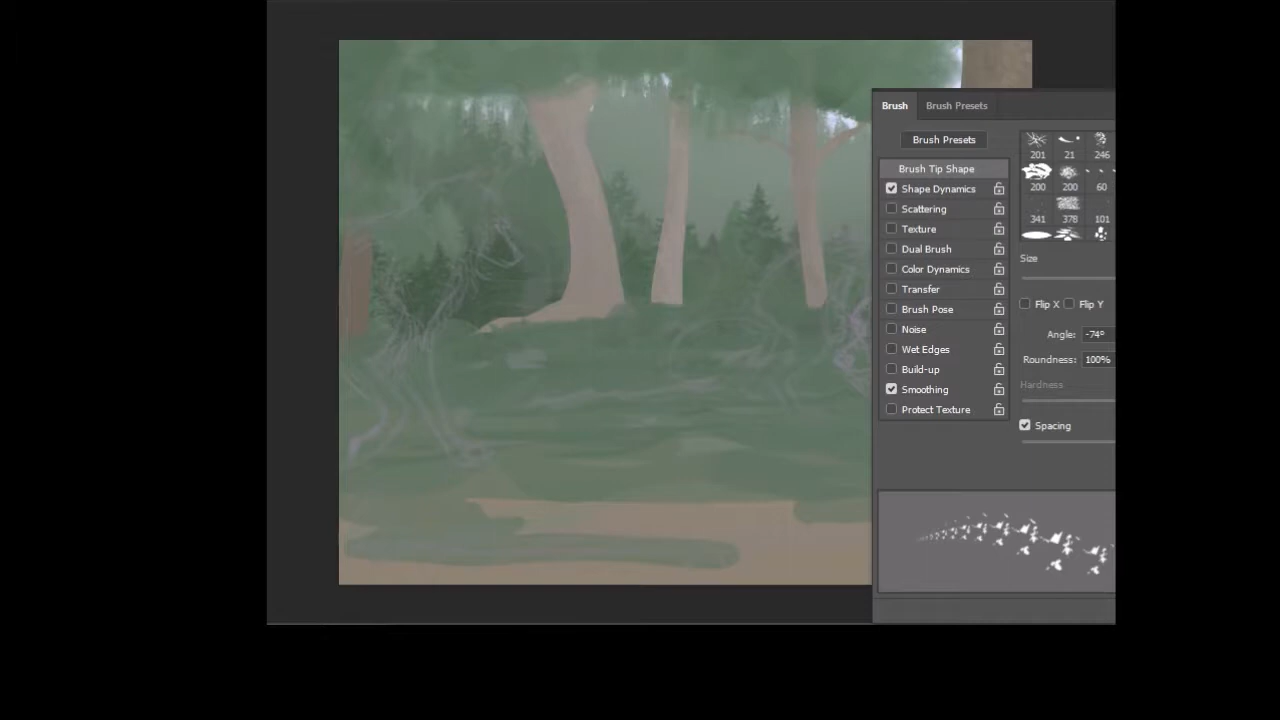 Brush Brush Presets
Brush Presets
201 21 246
Brush Tip Shape
200 200 60
Shape Dynamics
Scattering
341 378 101
Texture
Dual Brush
Size
Color Dynamics
Transfer
Flip X Flip Y
Brush Pose
Noise
Angle: -74°
Wet Edges
Roundness: 100%
Build-up
Hardness
Smoothing
Protect Texture
Spacing